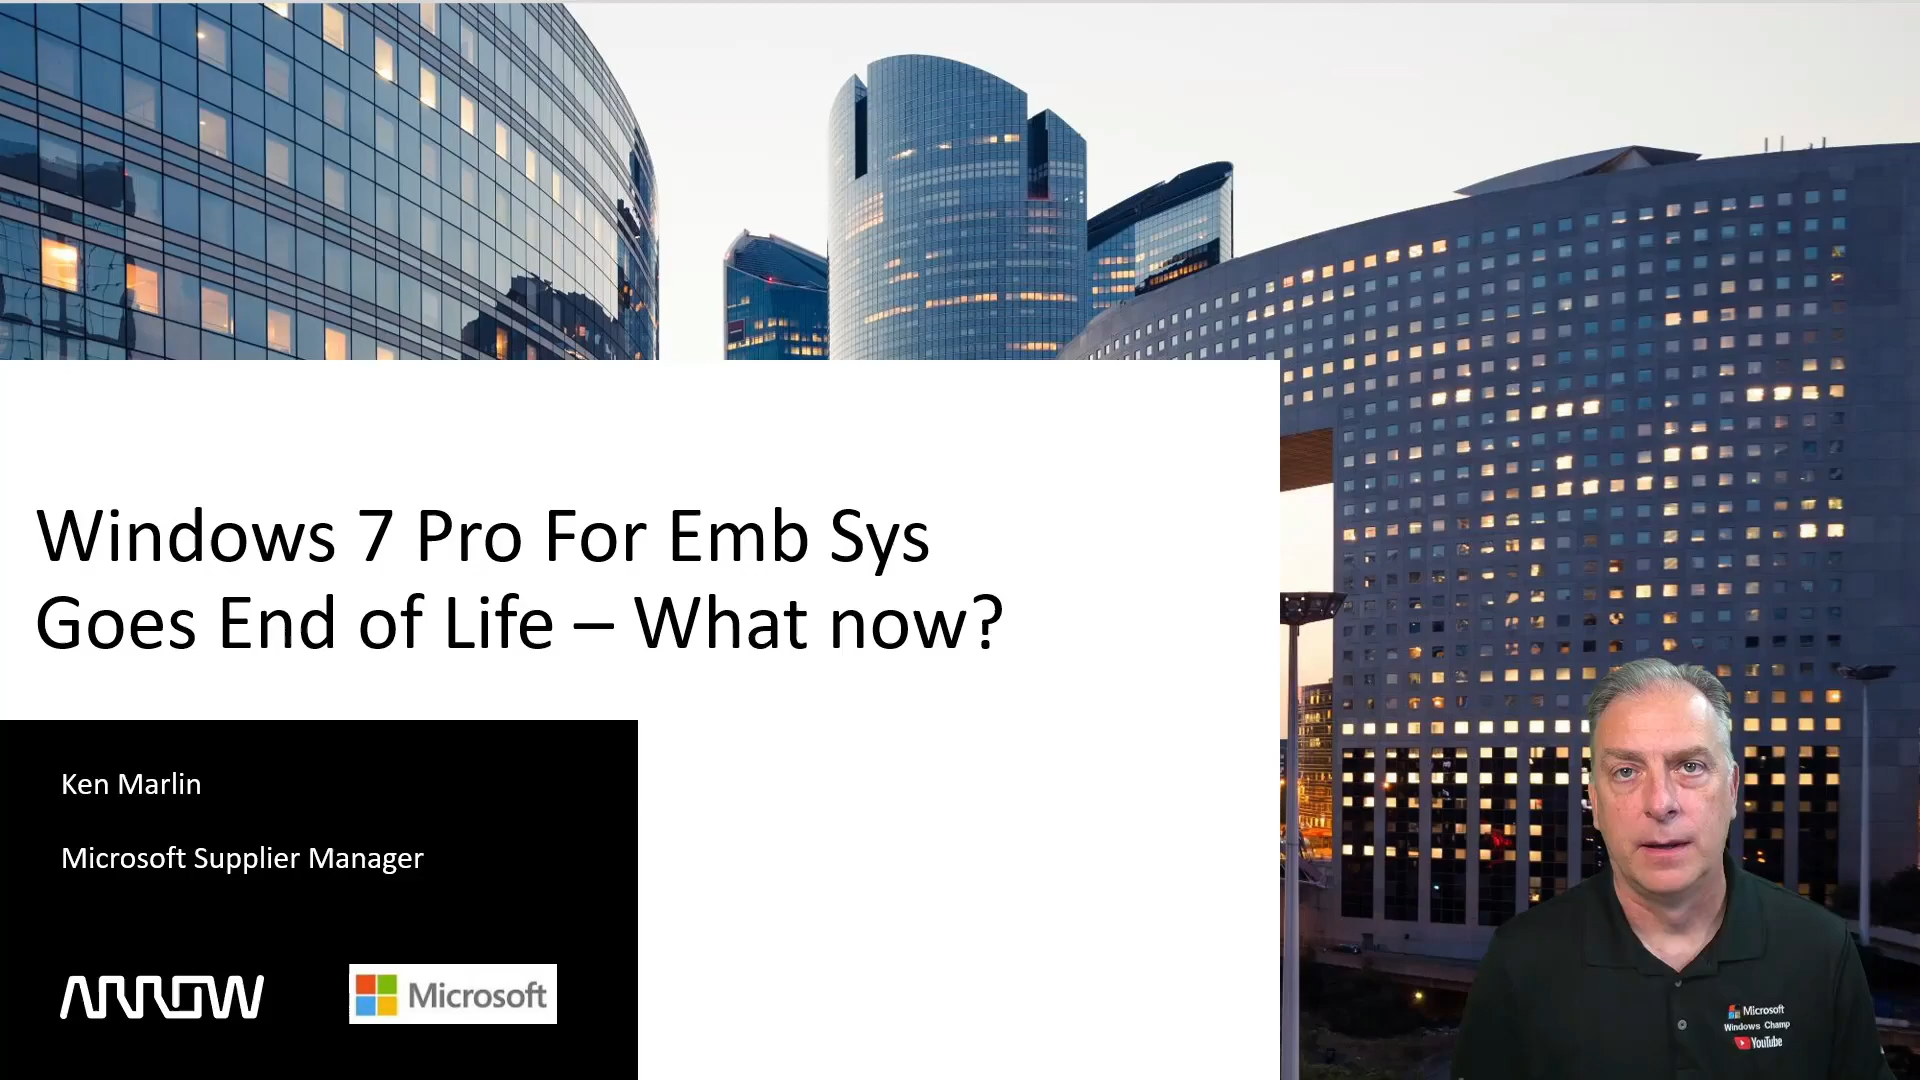 Windows 7 Pro For Emb Sys
Goes End of Life – What now?
Ken Marlin
Microsoft Supplier Manager
ARROW
Microsoft
Microsoft
Windows Champ
YouTube